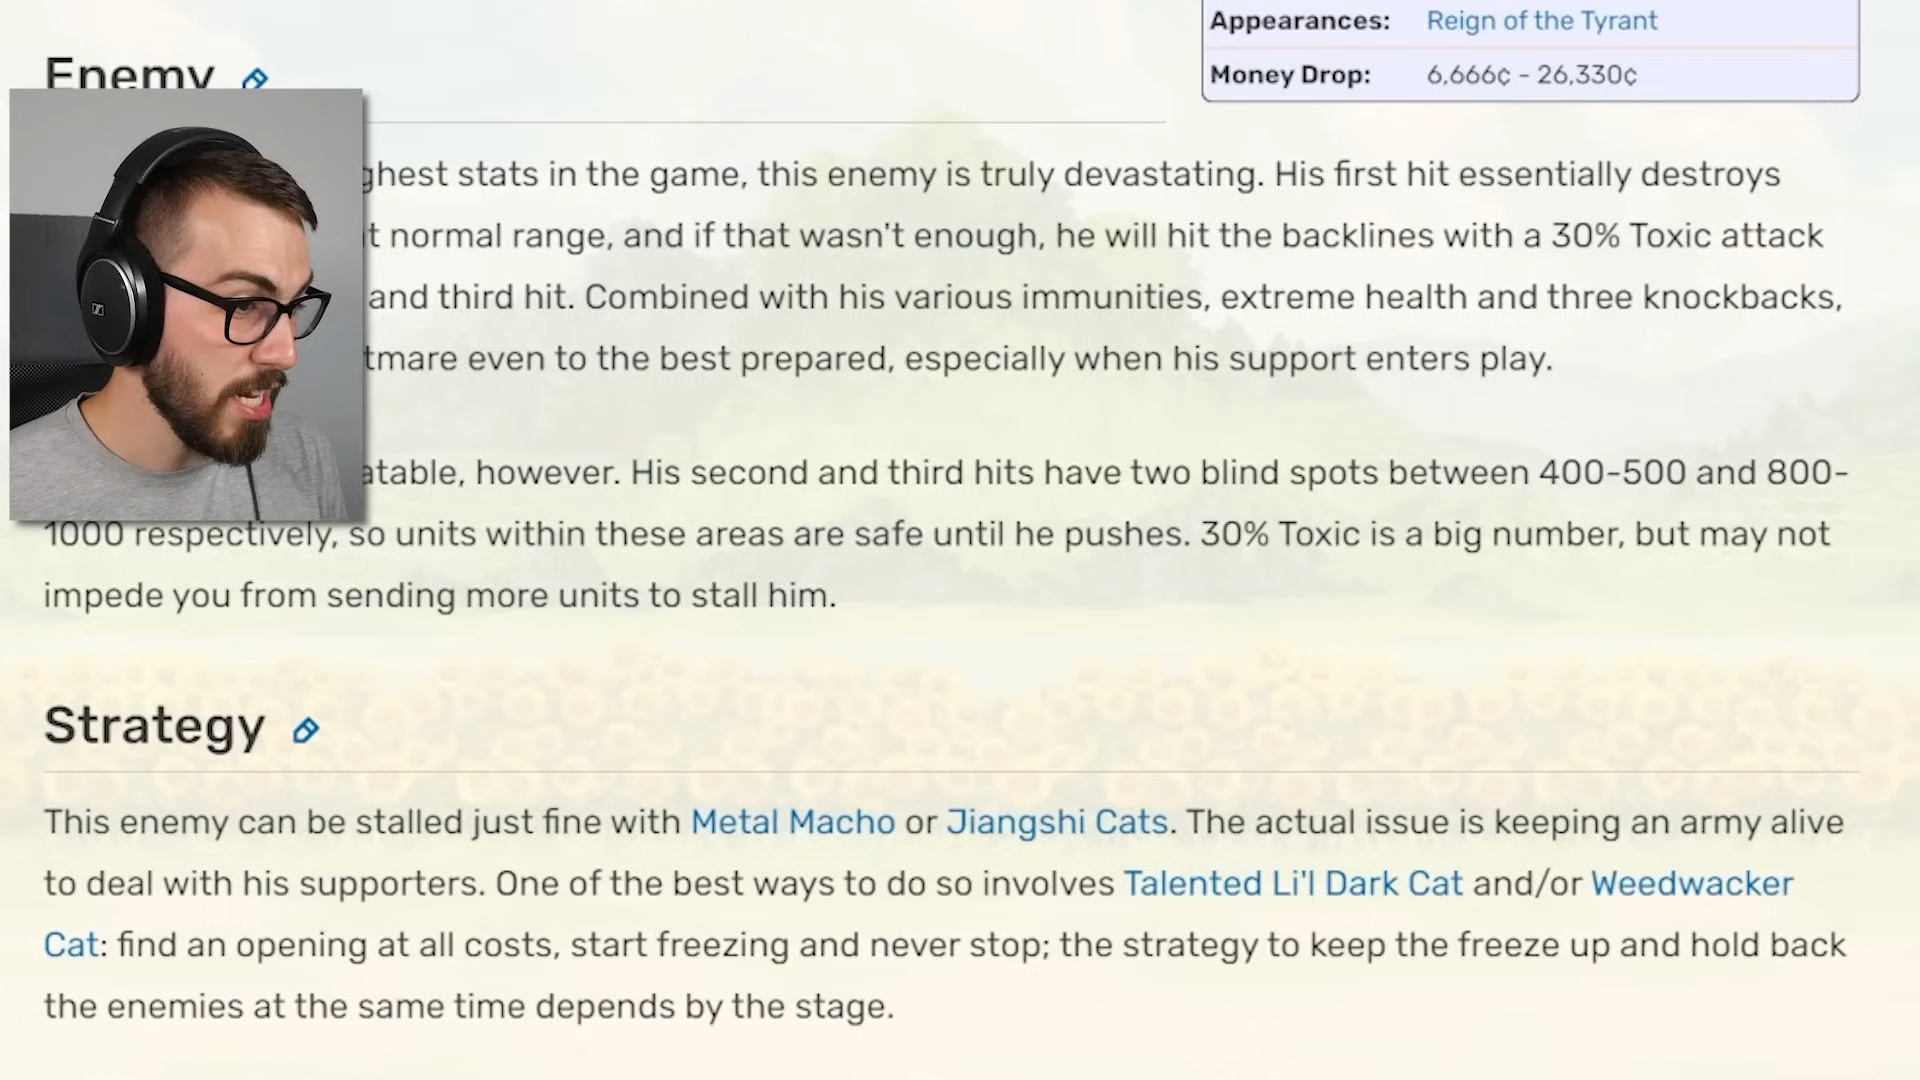 Appearances: Reign of the Tyrant
Money Drop: 6,666¢ - 26,330¢
Enemy
ghest stats in the game, this enemy is truly devastating. His first hit essentially destroys
t normal range, and if that wasn't enough, he will hit the backlines with a 30% Toxic attack
and third hit. Combined with his various immunities, extreme health and three knockbacks,
tmare even to the best prepared, especially when his support enters play.
atable, however. His second and third hits have two blind spots between 400-500 and 800-
1000 respectively, so units within these areas are safe until he pushes. 30% Toxic is a big number, but may not
impede you from sending more units to stall him.
Strategy
This enemy can be stalled just fine with Metal Macho or Jiangshi Cats. The actual issue is keeping an army alive
to deal with his supporters. One of the best ways to do so involves Talented Li'l Dark Cat and/or Weedwacker
Cat: find an opening at all costs, start freezing and never stop; the strategy to keep the freeze up and hold back
the enemies at the same time depends by the stage.